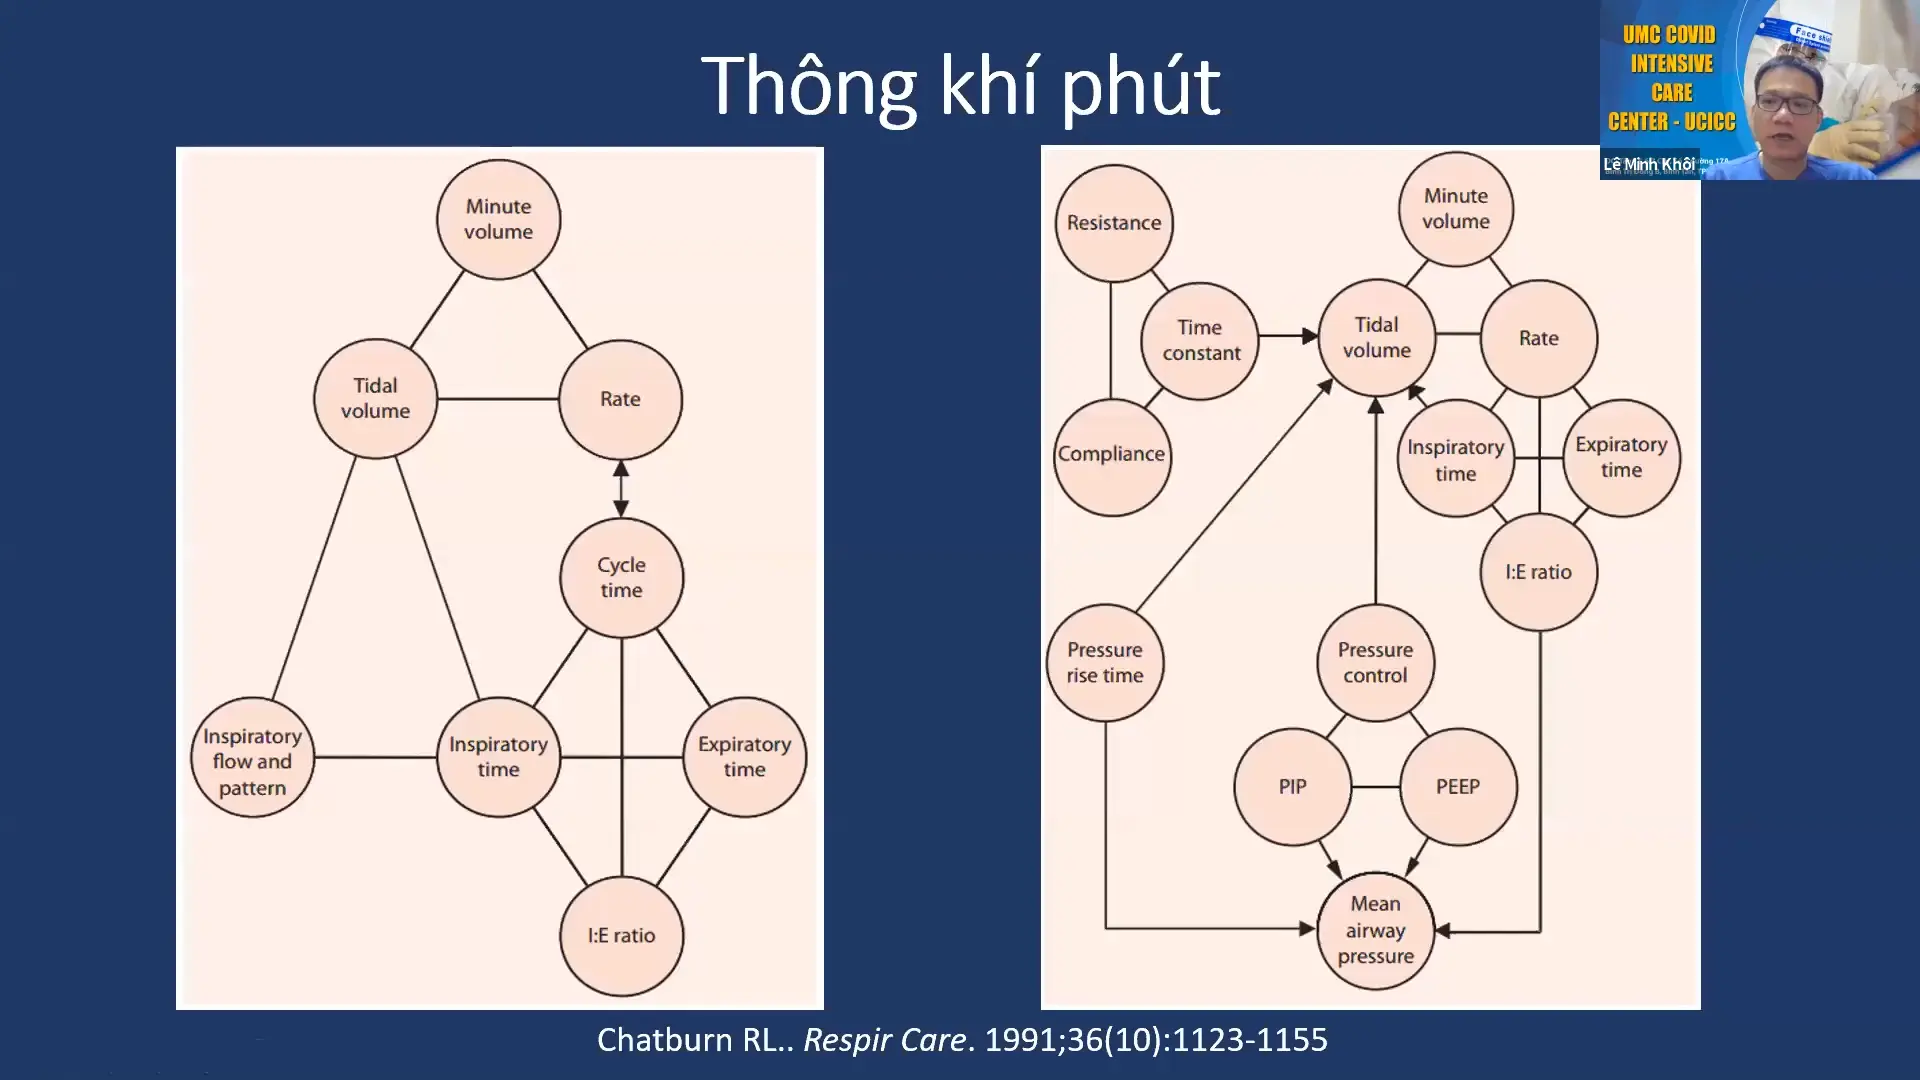 Thông khí phút
UMC COVID
INTENSIVE
CARE
CENTER - UCICC
Face
Lê Minh Khôi
Minute
volume
Tidal
volume
Rate
Cycle
time
Inspiratory
flow and
pattern
Inspiratory
time
Expiratory
time
I:E ratio
Resistance
Minute
volume
Time
constant
Tidal
volume
Rate
Compliance
Inspiratory
time
Expiratory
time
I:E ratio
Pressure
rise time
Pressure
control
PIP
PEEP
Mean
airway
pressure
Chatburn RL.. Respir Care. 1991;36(10):1123-1155